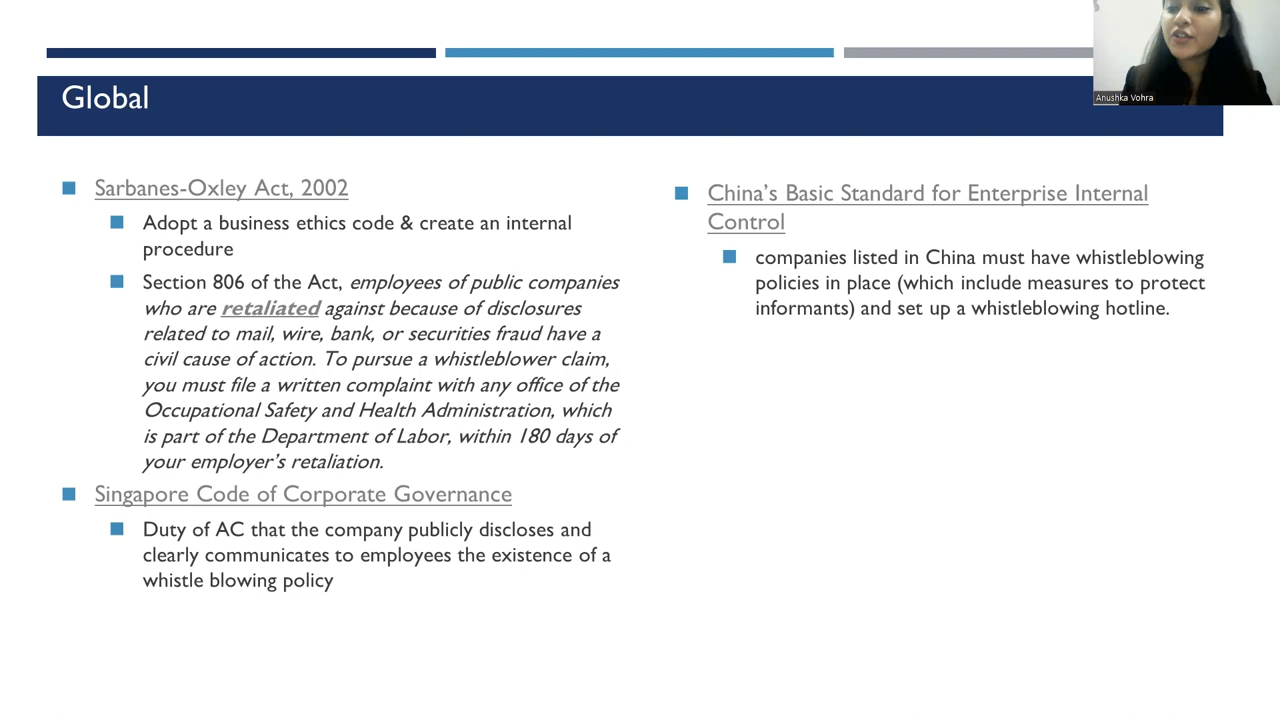 Global
Anushka Vohra
Sarbanes-Oxley Act, 2002
Adopt a business ethics code & create an internal
procedure
Section 806 of the Act, employees of public companies
who are retaliated against because of disclosures
related to mail, wire, bank, or securities fraud have a
civil cause of action. To pursue a whistleblower claim,
you must file a written complaint with any office of the
Occupational Safety and Health Administration, which
is part of the Department of Labor, within 180 days of
your employer’s retaliation.
Singapore Code of Corporate Governance
Duty of AC that the company publicly discloses and
clearly communicates to employees the existence of a
whistle blowing policy
China’s Basic Standard for Enterprise Internal
Control
companies listed in China must have whistleblowing
policies in place (which include measures to protect
informants) and set up a whistleblowing hotline.